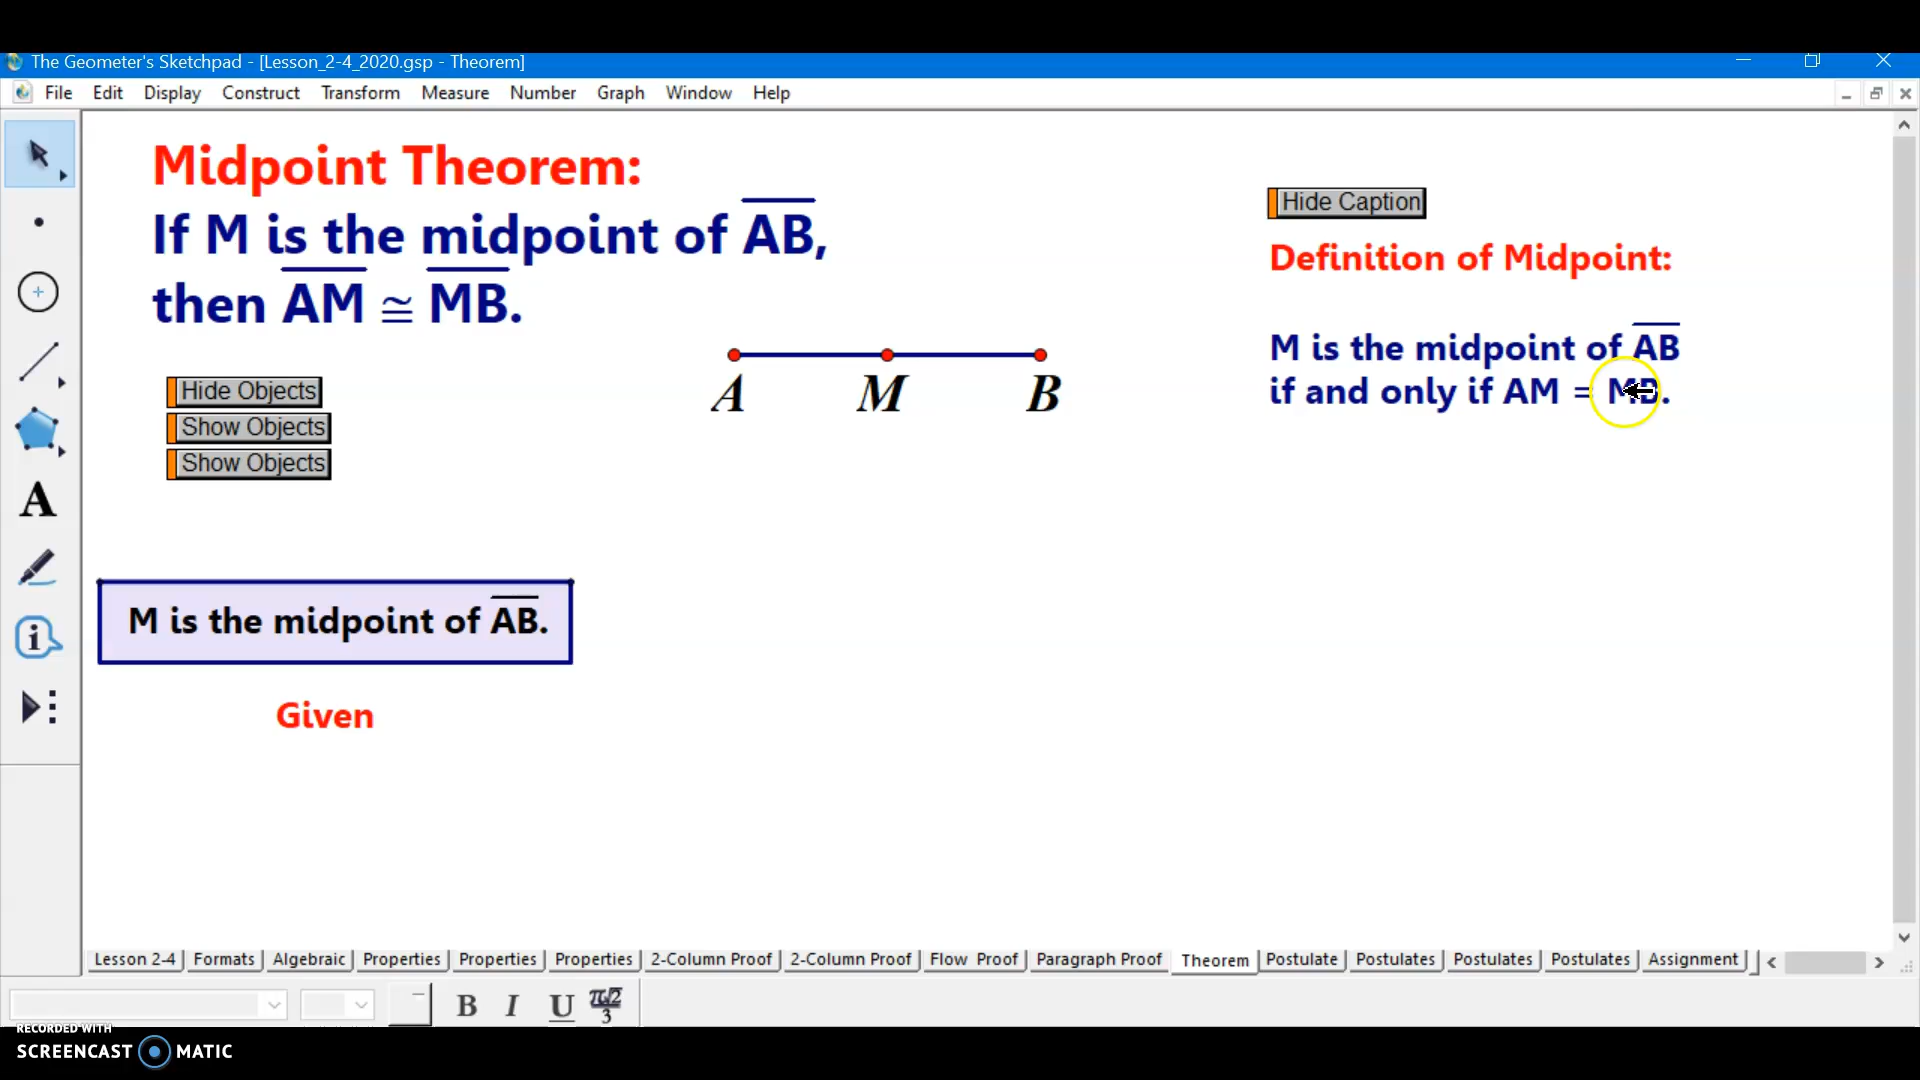 The Geometer's Sketchpad - [Lesson_2-4_2020.gsp - Theorem]
File Edit Display Construct Transform Measure Number Graph Window Help
Midpoint Theorem:
If M is the midpoint of AB,
then AM ≅ MB.
Hide Caption
Definition of Midpoint:
M is the midpoint of AB
if and only if AM = MB.
A M B
Hide Objects
Show Objects
Show Objects
M is the midpoint of AB.
Given
Lesson 2-4 Formats Algebraic Properties Properties Properties 2-Column Proof 2-Column Proof Flow Proof Paragraph Proof Theorem Postulate Postulates Postulates Postulates Assignment
B I U π√2/3
A
RECORDED WITH
SCREENCAST MATIC